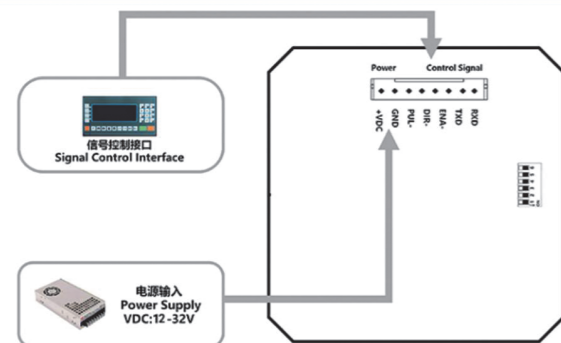 Power
Control Signal
+VDC
GND
PUL-
DIR-
ENA-
TXD
RXD
信号控制接口
Signal Control Interface
电源输入
Power Supply
VDC:12-32V